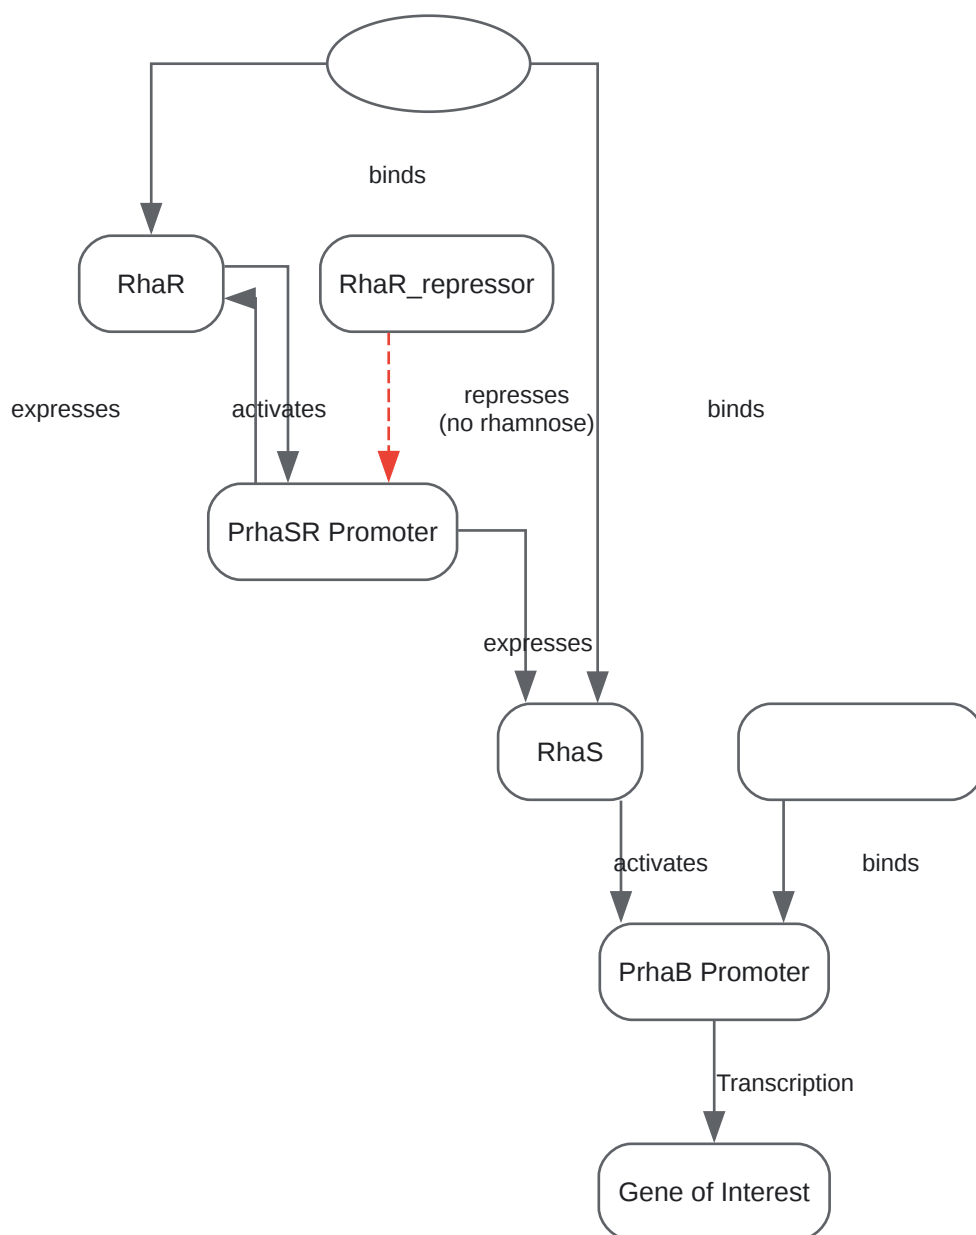 binds
RhaR
RhaR_repressor
expresses
activates
represses
(no rhamnose)
binds
PrhaSR Promoter
expresses
RhaS
activates
binds
PrhaB Promoter
Transcription
Gene of Interest